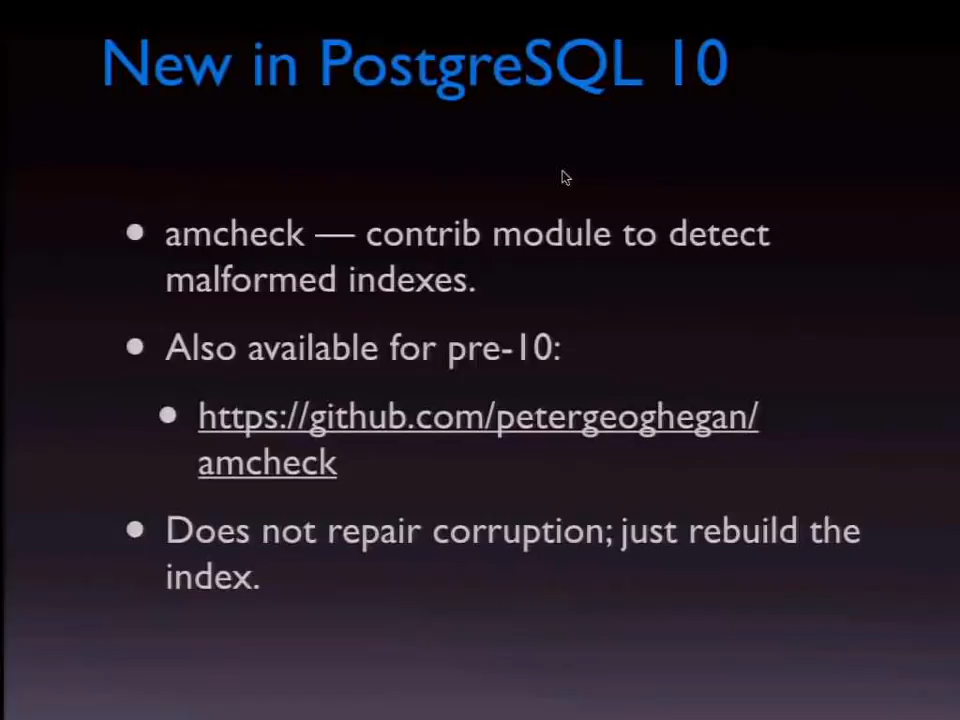 New in PostgreSQL 10
• amcheck — contrib module to detect
malformed indexes.
• Also available for pre-10:
• https://github.com/petergeoghegan/
amcheck
• Does not repair corruption; just rebuild the
index.